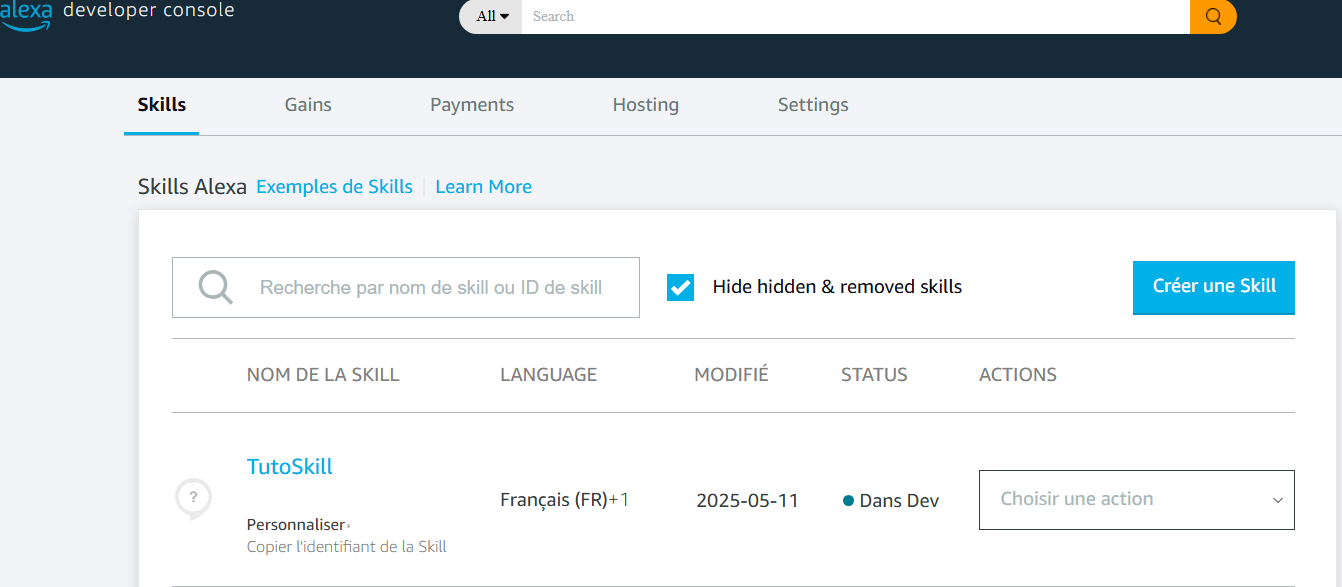 alexa developer console
All Search
Skills Gains Payments Hosting Settings
Skills Alexa Exemples de Skills Learn More
Recherche par nom de skill ou ID de skill Hide hidden & removed skills Créer une Skill
NOM DE LA SKILL LANGUAGE MODIFIÉ STATUS ACTIONS
TutoSkill
? Français (FR)+1 2025-05-11 Dans Dev Choisir une action
Personnaliser
Copier l'identifiant de la Skill